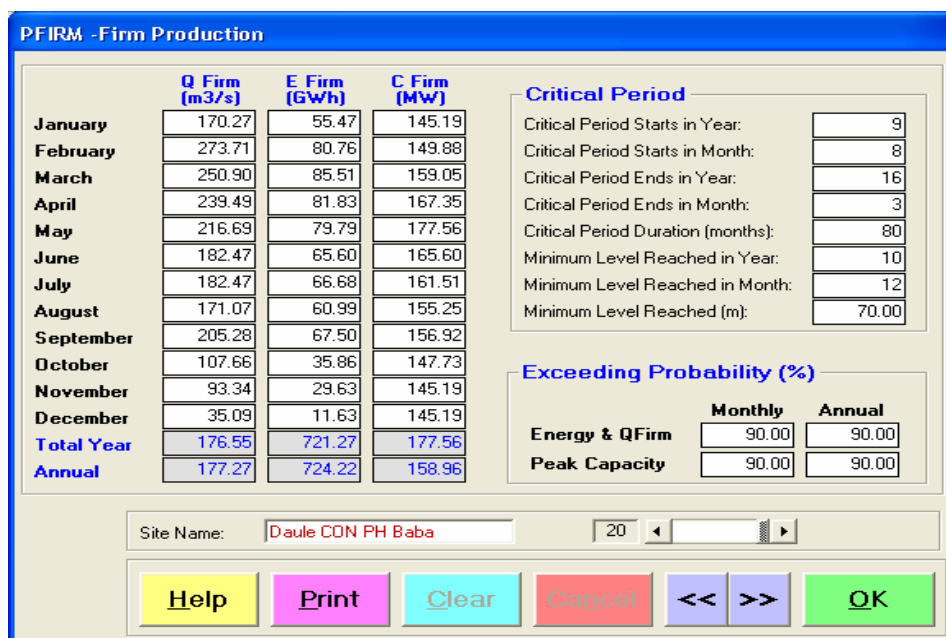 PFIRM -Firm Production
Q Firm (m3/s) E Firm (GWh) C Firm (MW)
January 170.27 55.47 145.19
February 273.71 80.76 149.88
March 250.90 85.51 159.05
April 239.49 81.83 167.35
May 216.69 79.79 177.56
June 182.47 65.60 165.60
July 182.47 66.68 161.51
August 171.07 60.99 155.25
September 205.28 67.50 156.92
October 107.66 35.86 147.73
November 93.34 29.63 145.19
December 35.09 11.63 145.19
Total Year 176.55 721.27 177.56
Annual 177.27 724.22 158.96
Critical Period
Critical Period Starts in Year: 9
Critical Period Starts in Month: 8
Critical Period Ends in Year: 16
Critical Period Ends in Month: 3
Critical Period Duration (months): 80
Minimum Level Reached in Year: 10
Minimum Level Reached in Month: 12
Minimum Level Reached (m): 70.00
Exceeding Probability (%)
Monthly Annual
Energy & QFirm 90.00 90.00
Peak Capacity 90.00 90.00
Site Name: Daule CON PH Baba 20
Help Print Clear Cancel << >> OK